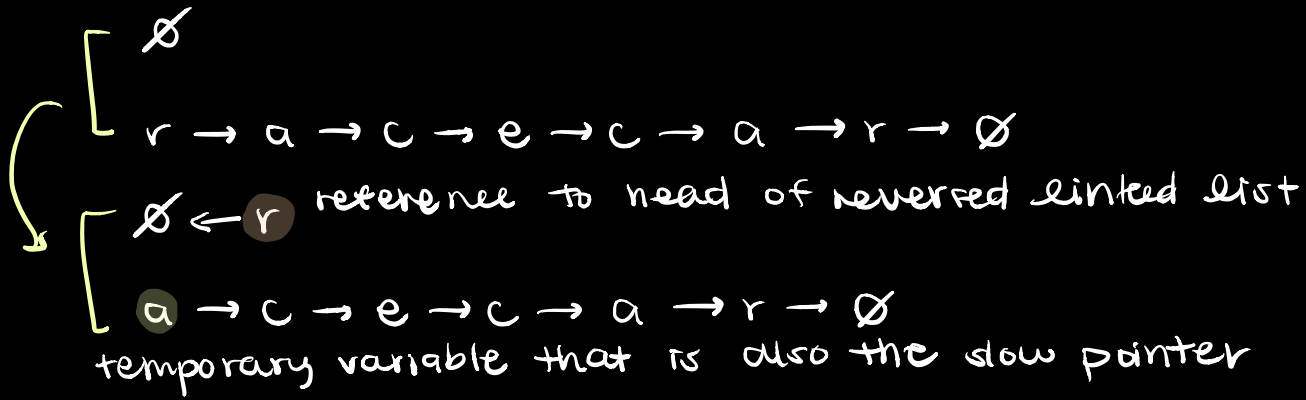 ∅
r → a → c → e → c → a → r → ∅
∅ ← r reference to head of reversed linked list
a → c → e → c → a → r → ∅
temporary variable that is also the slow pointer